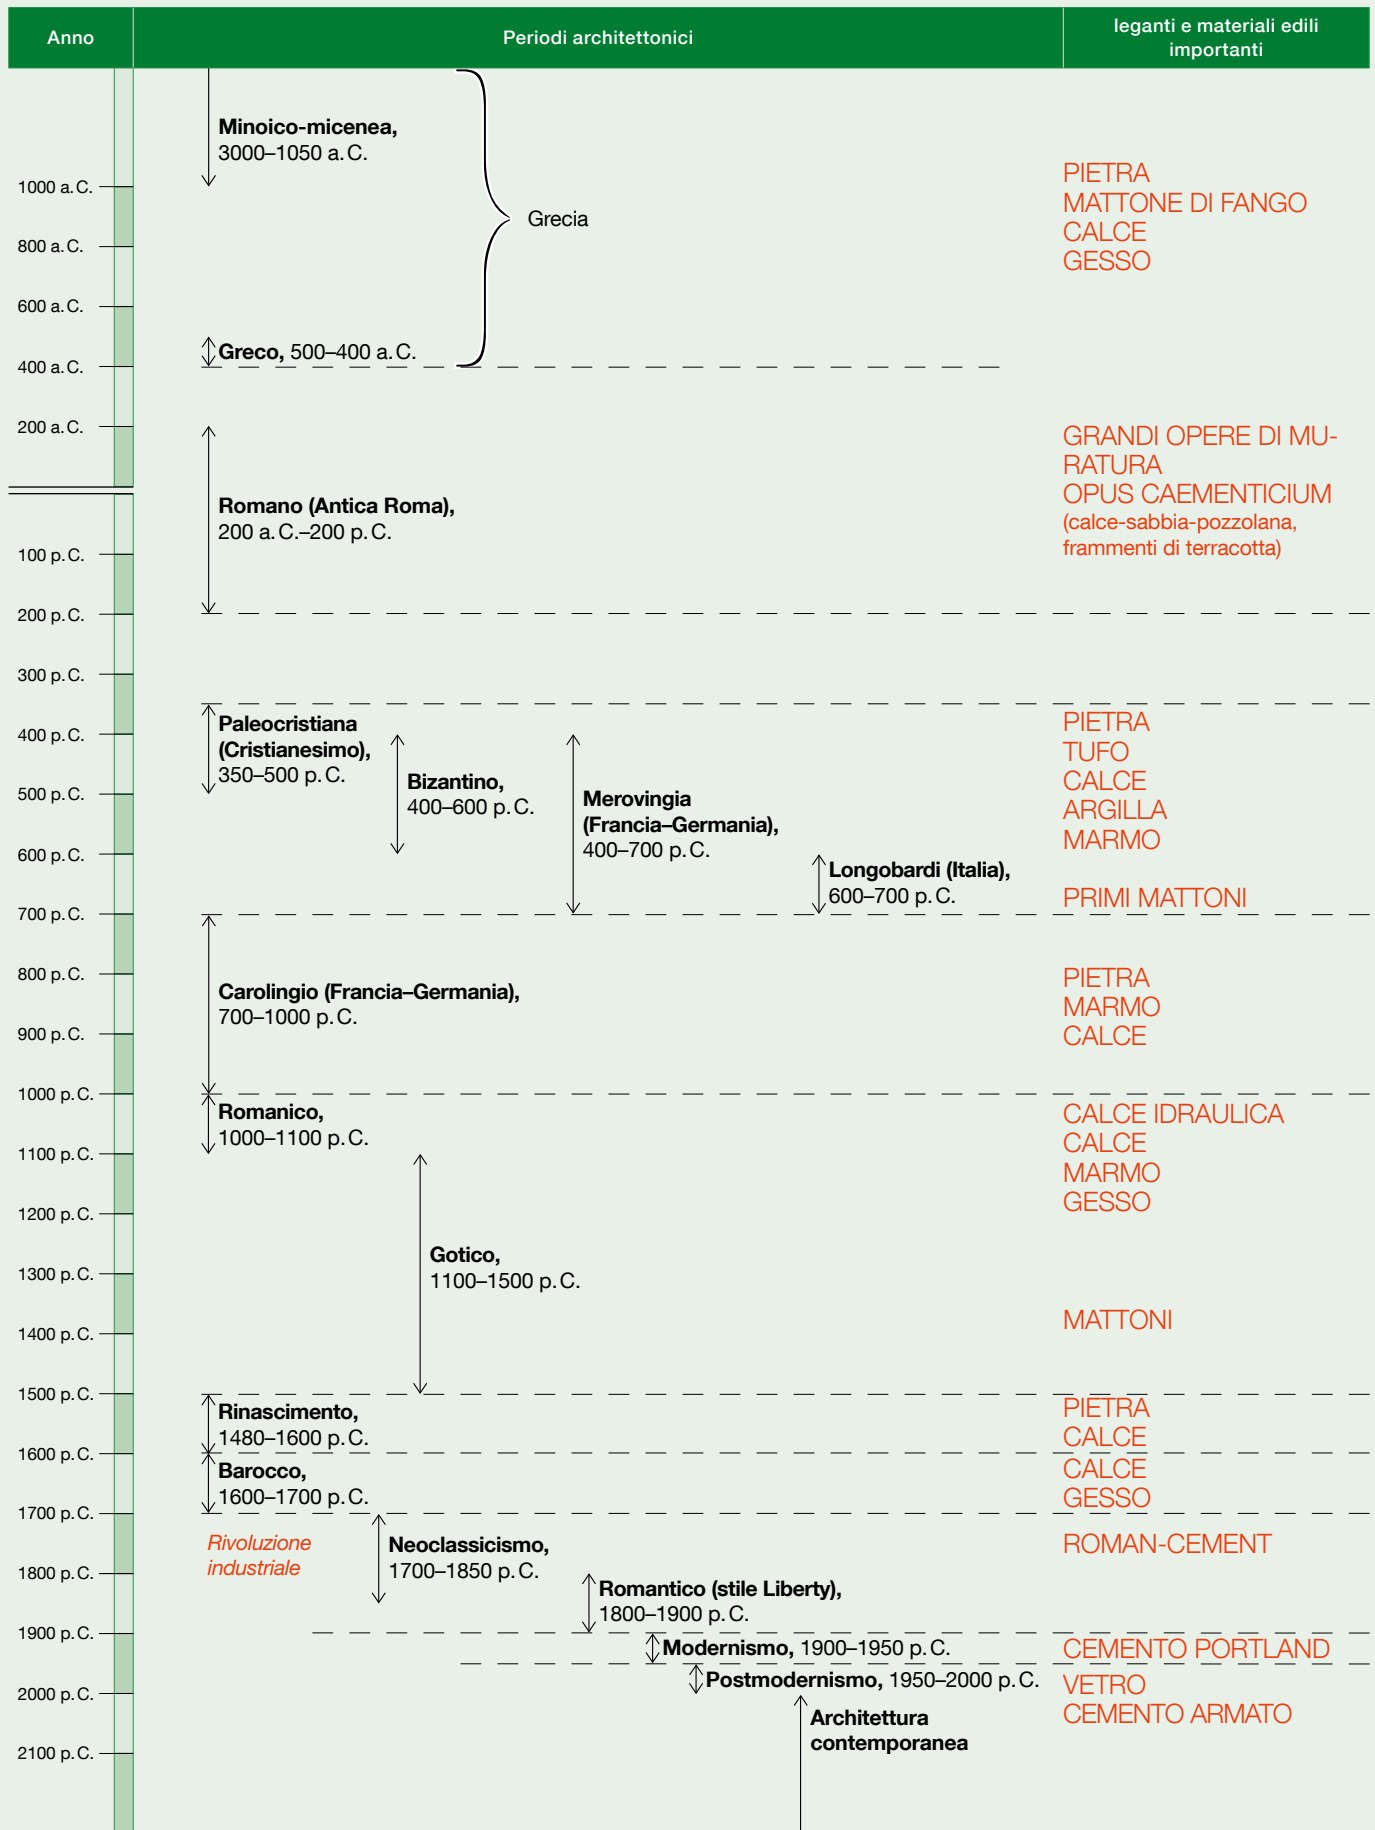 Anno
Periodi architettonici
leganti e materiali edili
importanti
Minoico-micenea,
3000–1050 a.C.
Grecia
1000 a.C.
800 a.C.
600 a.C.
PIETRA
MATTONE DI FANGO
CALCE
GESSO
Greco, 500–400 a.C.
400 a.C.
200 a.C.
Romano (Antica Roma),
200 a.C.–200 p.C.
GRANDI OPERE DI MU-
RATURA
OPUS CAEMENTICIUM
(calce-sabbia-pozzolana,
frammenti di terracotta)
100 p.C.
200 p.C.
300 p.C.
Paleocristiana
(Cristianesimo),
350–500 p.C.
400 p.C.
Bizantino,
400–600 p.C.
Merovingia
(Francia–Germania),
400–700 p.C.
500 p.C.
600 p.C.
Longobardi (Italia),
600–700 p.C.
PIETRA
TUFO
CALCE
ARGILLA
MARMO
PRIMI MATTONI
700 p.C.
800 p.C.
Carolingio (Francia–Germania),
700–1000 p.C.
900 p.C.
PIETRA
MARMO
CALCE
1000 p.C.
Romanico,
1000–1100 p.C.
1100 p.C.
CALCE IDRAULICA
CALCE
MARMO
GESSO
1200 p.C.
Gotico,
1100–1500 p.C.
1300 p.C.
MATTONI
1400 p.C.
1500 p.C.
Rinascimento,
1480–1600 p.C.
PIETRA
CALCE
1600 p.C.
Barocco,
1600–1700 p.C.
CALCE
GESSO
1700 p.C.
Rivoluzione
industriale
Neoclassicismo,
1700–1850 p.C.
ROMAN-CEMENT
1800 p.C.
Romantico (stile Liberty),
1800–1900 p.C.
1900 p.C.
Modernismo, 1900–1950 p.C.
CEMENTO PORTLAND
Postmodernismo, 1950–2000 p.C.
2000 p.C.
VETRO
CEMENTO ARMATO
Architettura
contemporanea
2100 p.C.